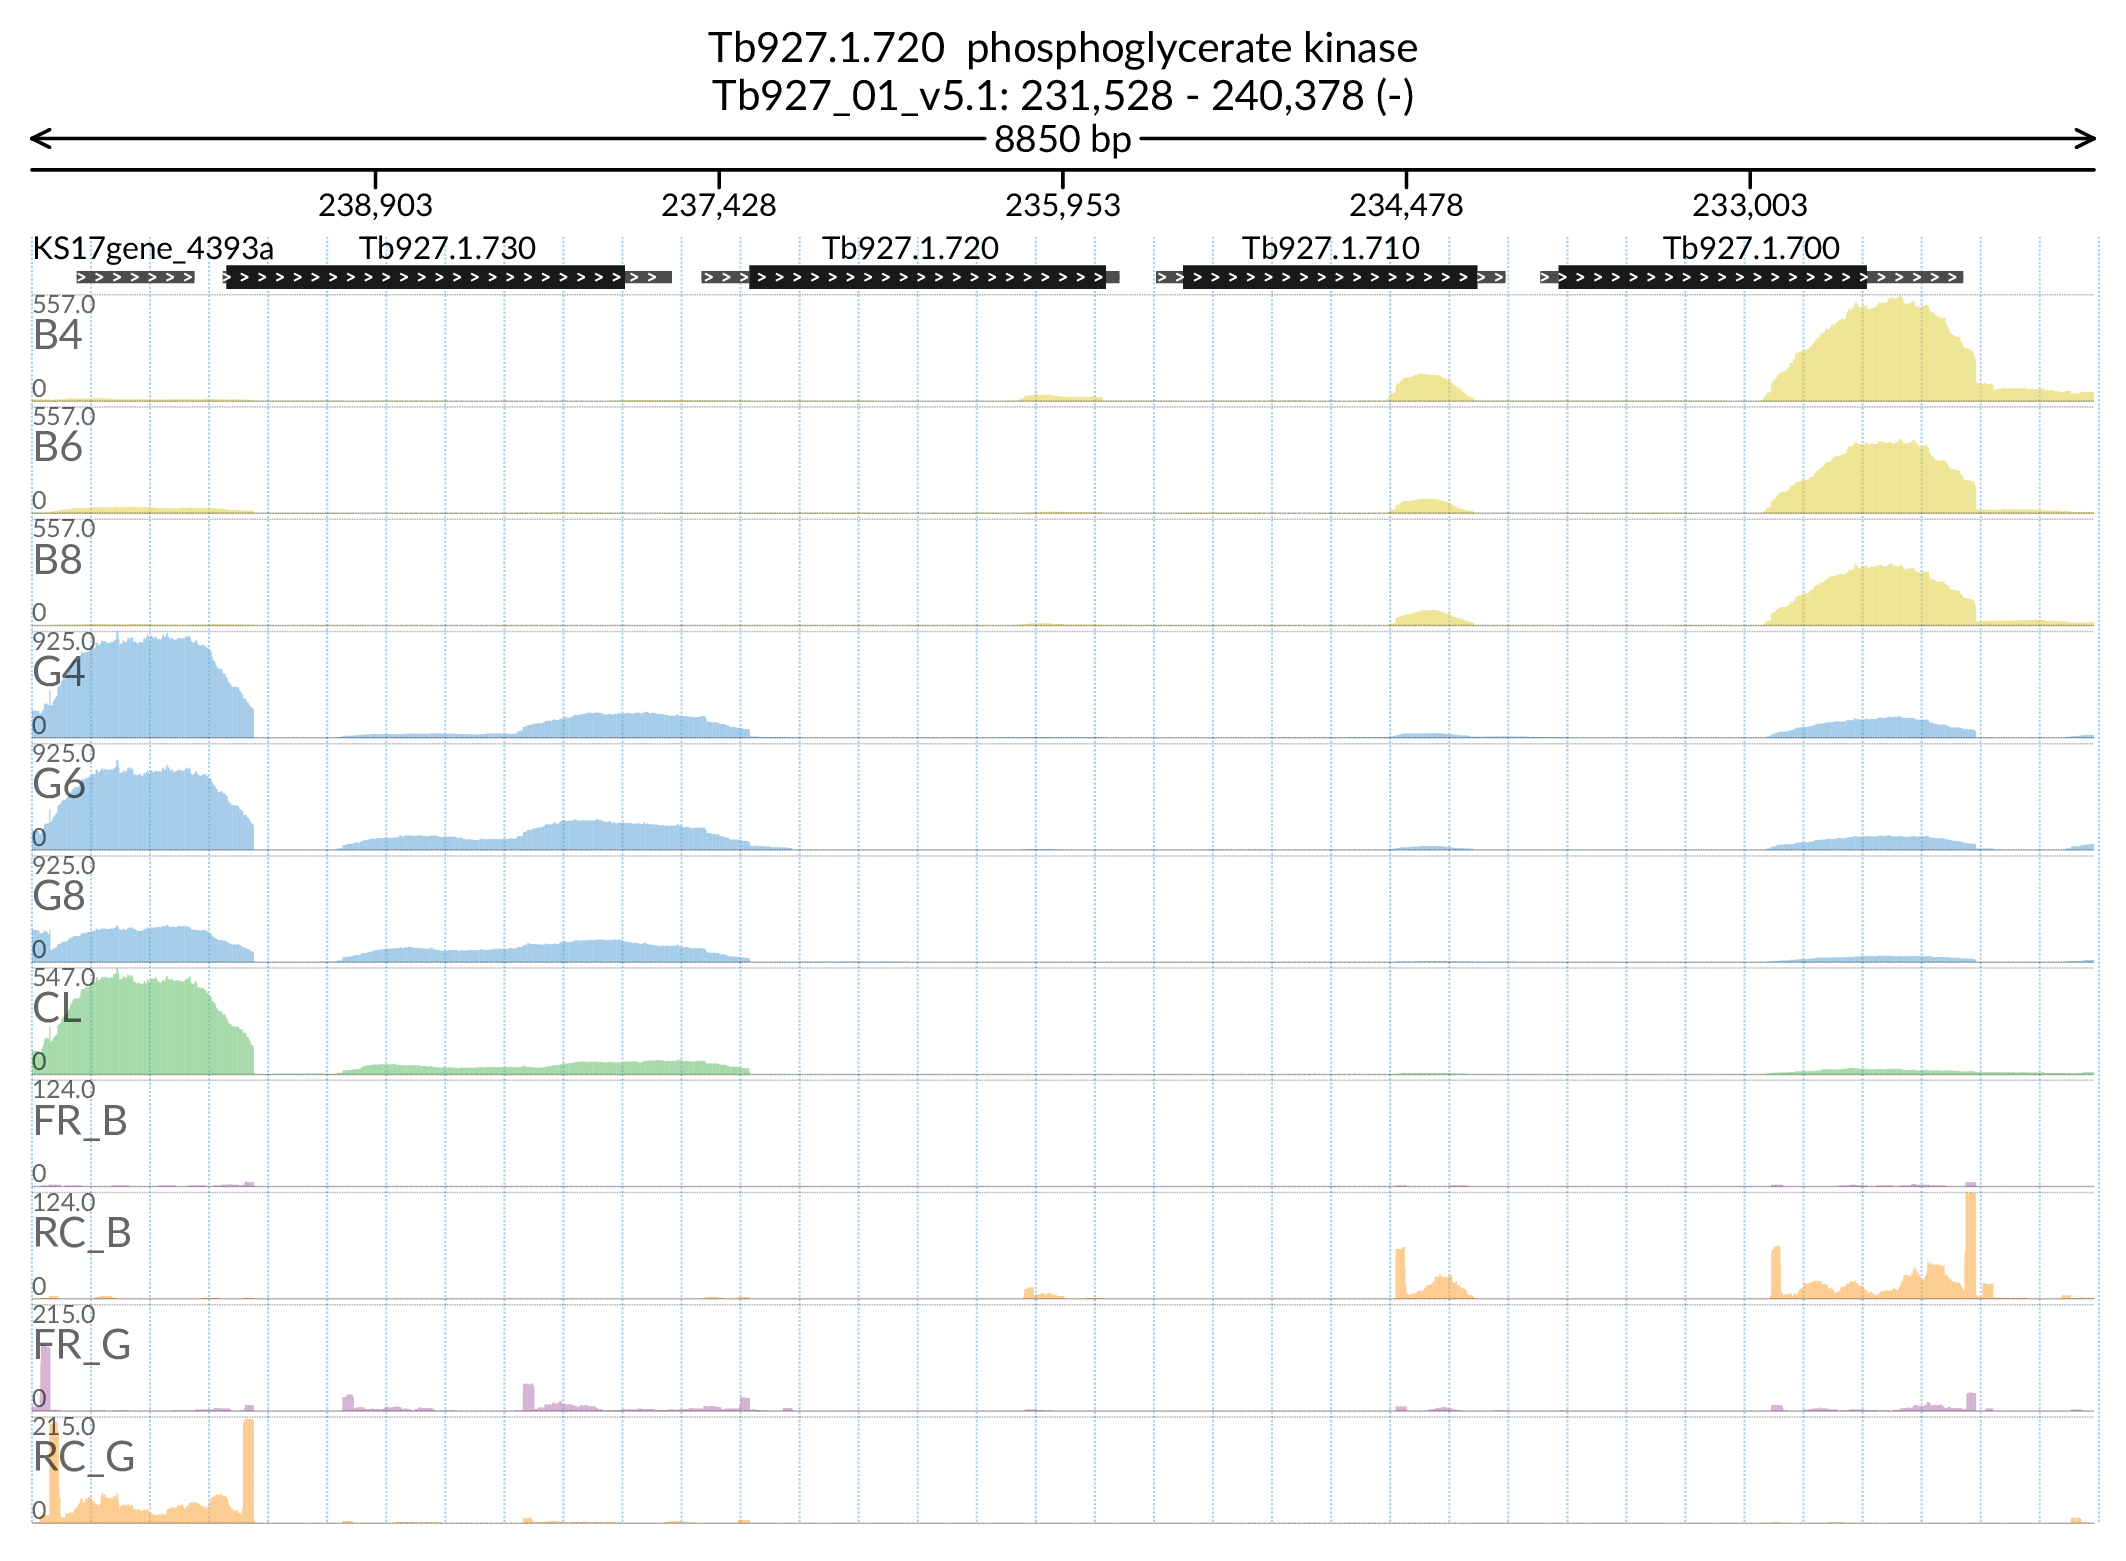 Tb927.1.720  phosphoglycerate kinase
Tb927_01_v5.1: 231,528 - 240,378 (-)
8850 bp
238,903 237,428 235,953 234,478 233,003
KS17gene_4393a Tb927.1.730 Tb927.1.720 Tb927.1.710 Tb927.1.700
557.0
B4
0
557.0
B6
0
557.0
B8
0
925.0
G4
0
925.0
G6
0
925.0
G8
0
547.0
CL
0
124.0
FR_B
0
124.0
RC_B
0
215.0
FR_G
0
215.0
RC_G
0